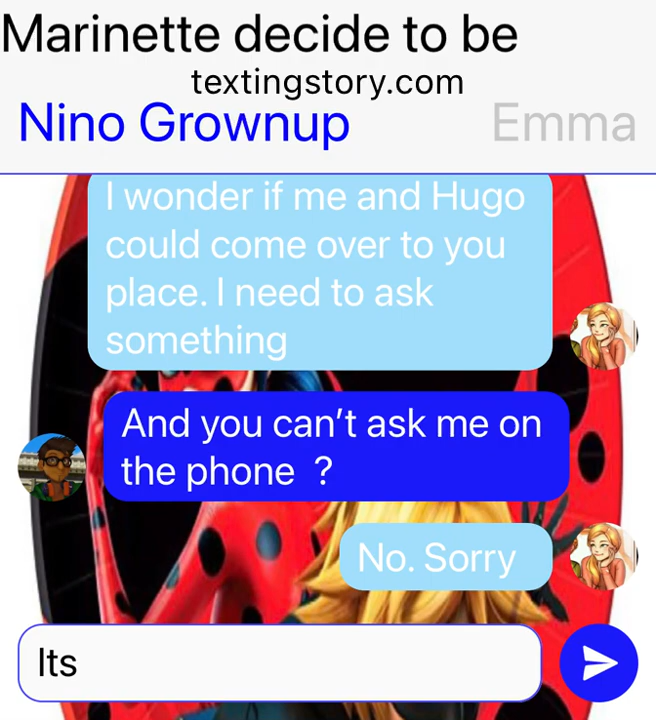 Marinette decide to be
textingstory.com
Nino Grownup Emma
I wonder if me and Hugo
could come over to you
place. I need to ask
something
And you can’t ask me on
the phone  ?
No. Sorry
Its